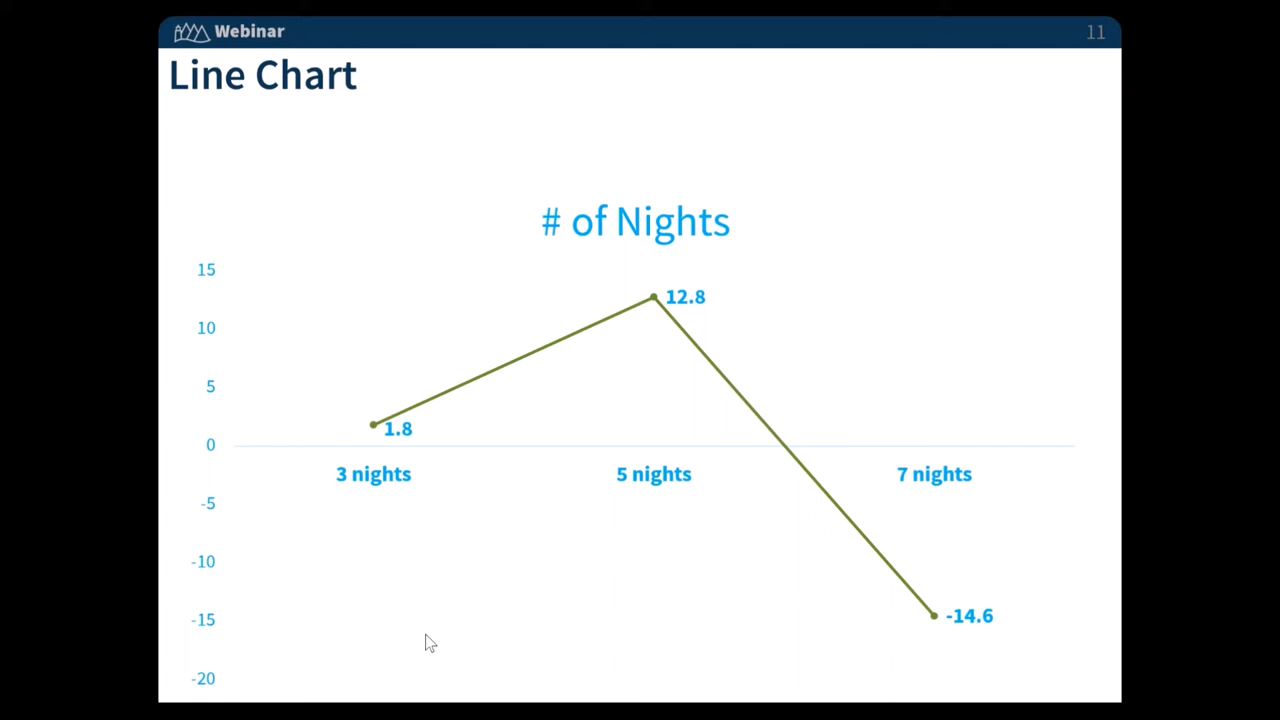 Webinar
11
Line Chart
# of Nights
15
10
5
0
-5
-10
-15
-20
12.8
1.8
-14.6
3 nights
5 nights
7 nights